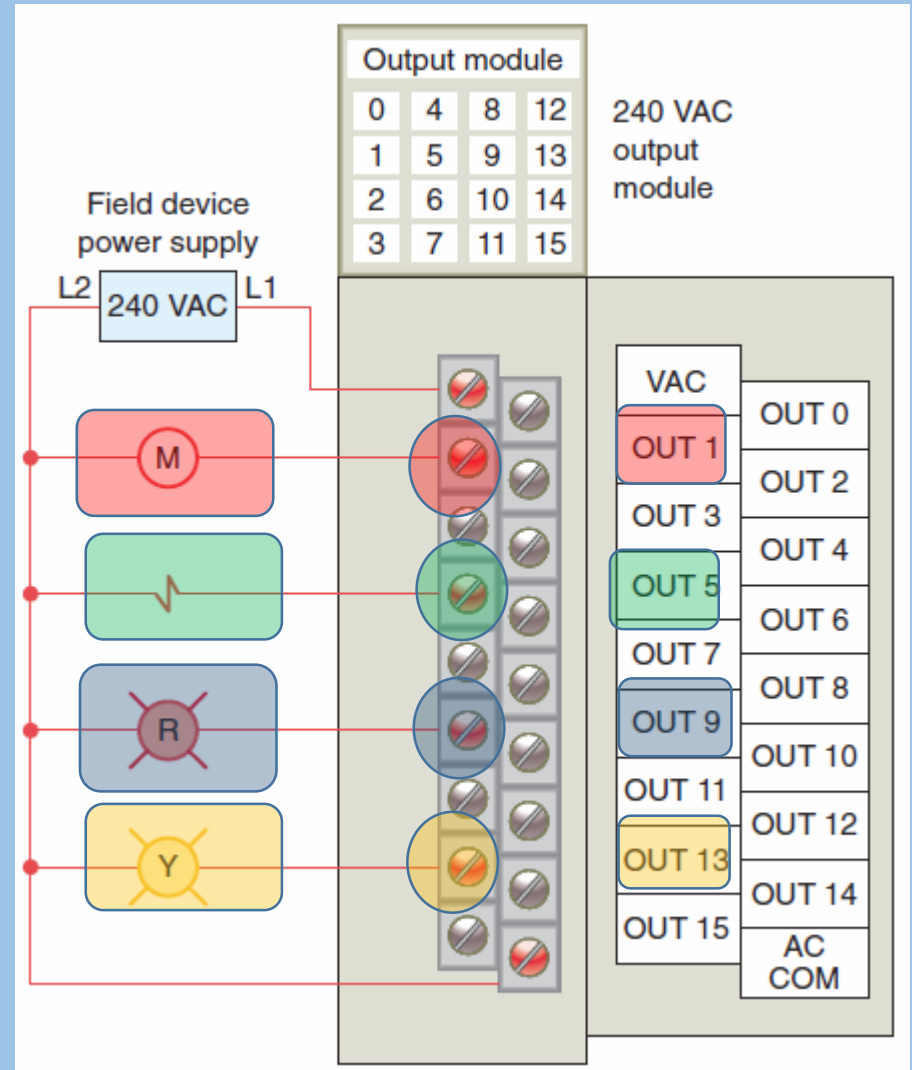 Output module
0 4 8 12
1 5 9 13
2 6 10 14
3 7 11 15
240 VAC
output
module
Field device
power supply
L2 240 VAC L1
M
R
Y
VAC
OUT 0
OUT 1
OUT 2
OUT 3
OUT 4
OUT 5
OUT 6
OUT 7
OUT 8
OUT 9
OUT 10
OUT 11
OUT 12
OUT 13
OUT 14
OUT 15
AC
COM